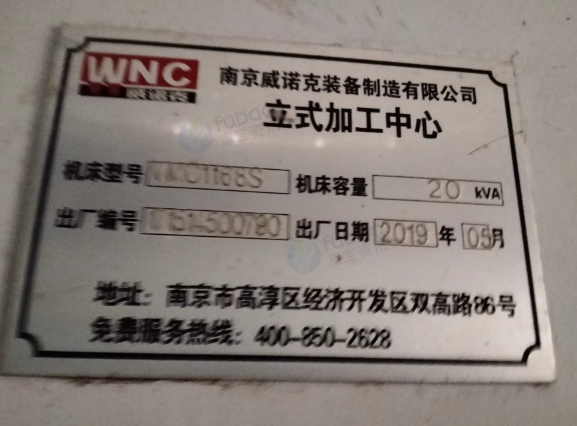 WNC
威诺克
南京威诺克装备制造有限公司
立式加工中心
机床型号 VMC1168S 机床容量 20 kVA
出厂编号 出厂日期 2019 年 05 月
地址：南京市高淳区经济开发区双高路86号
免费服务热线：400-850-2628